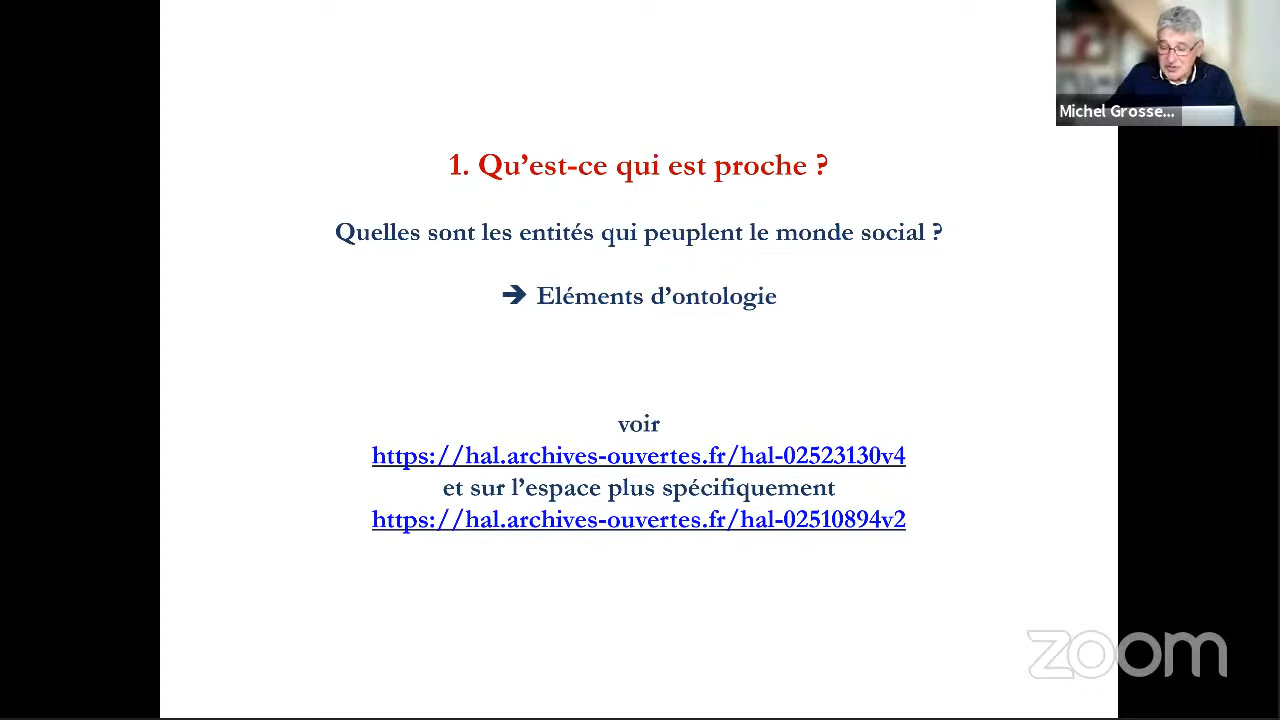 1. Qu’est-ce qui est proche ?
Quelles sont les entités qui peuplent le monde social ?
➔ Eléments d’ontologie
voir
https://hal.archives-ouvertes.fr/hal-02523130v4
et sur l’espace plus spécifiquement
https://hal.archives-ouvertes.fr/hal-02510894v2
Michel Grosse...
zoom